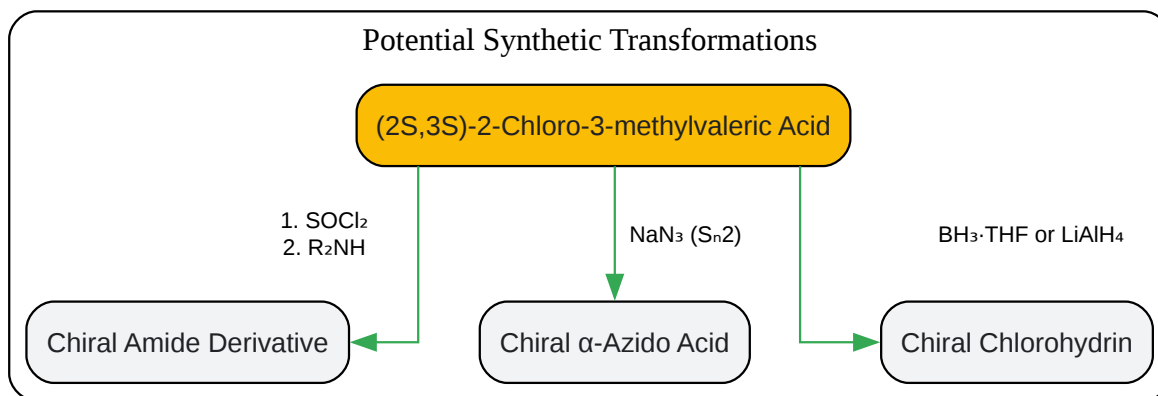 Potential Synthetic Transformations
(2S,3S)-2-Chloro-3-methylvaleric Acid
1. SOCl₂
2. R₂NH
NaN₃ (Sₙ2)
BH₃·THF or LiAlH₄
Chiral Amide Derivative
Chiral α-Azido Acid
Chiral Chlorohydrin